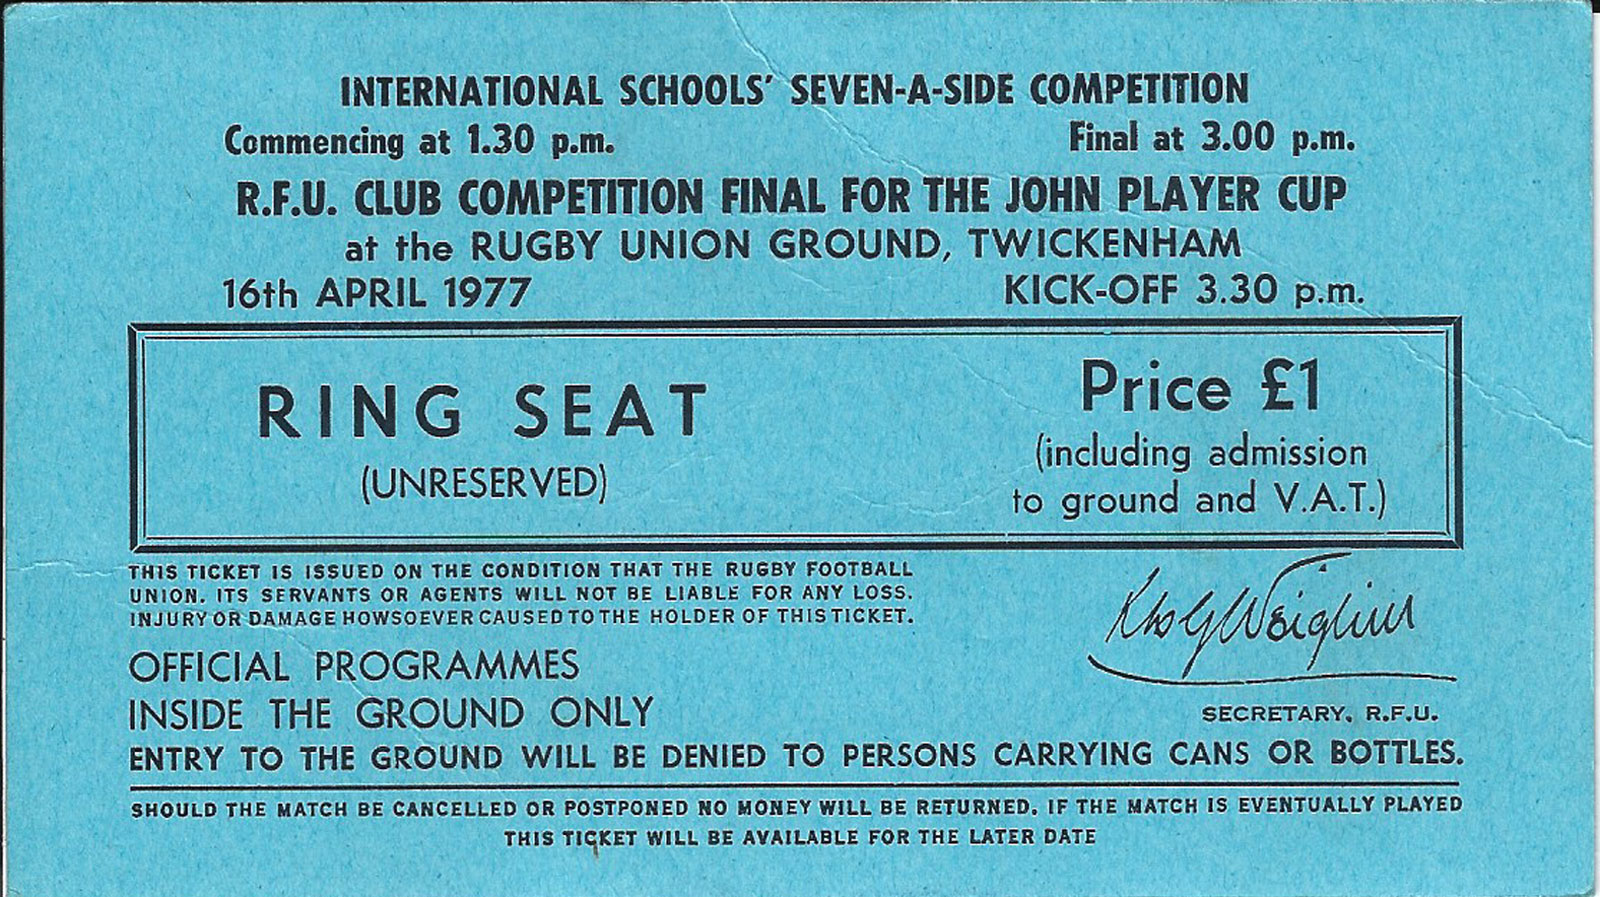 INTERNATIONAL SCHOOLS' SEVEN-A-SIDE COMPETITION
Commencing at 1.30 p.m. Final at 3.00 p.m.
R.F.U. CLUB COMPETITION FINAL FOR THE JOHN PLAYER CUP
at the RUGBY UNION GROUND, TWICKENHAM
16th APRIL 1977 KICK-OFF 3.30 p.m.
RING SEAT
(UNRESERVED)
Price £1
(including admission
to ground and V.A.T.)
THIS TICKET IS ISSUED ON THE CONDITION THAT THE RUGBY FOOTBALL
UNION. ITS SERVANTS OR AGENTS WILL NOT BE LIABLE FOR ANY LOSS.
INJURY OR DAMAGE HOWSOEVER CAUSED TO THE HOLDER OF THIS TICKET.
OFFICIAL PROGRAMMES
INSIDE THE GROUND ONLY
SECRETARY, R.F.U.
ENTRY TO THE GROUND WILL BE DENIED TO PERSONS CARRYING CANS OR BOTTLES.
SHOULD THE MATCH BE CANCELLED OR POSTPONED NO MONEY WILL BE RETURNED, IF THE MATCH IS EVENTUALLY PLAYED
THIS TICKET WILL BE AVAILABLE FOR THE LATER DATE